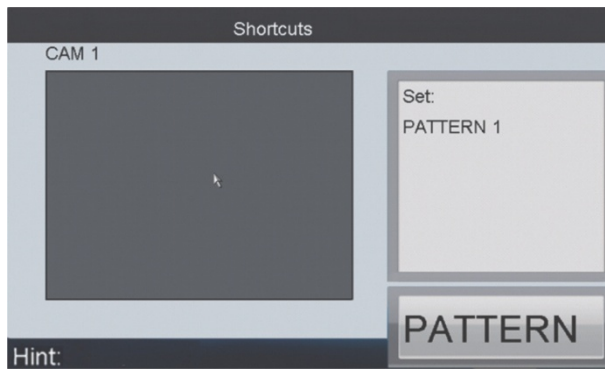 Shortcuts
CAM 1
Set:
PATTERN 1
PATTERN
Hint: